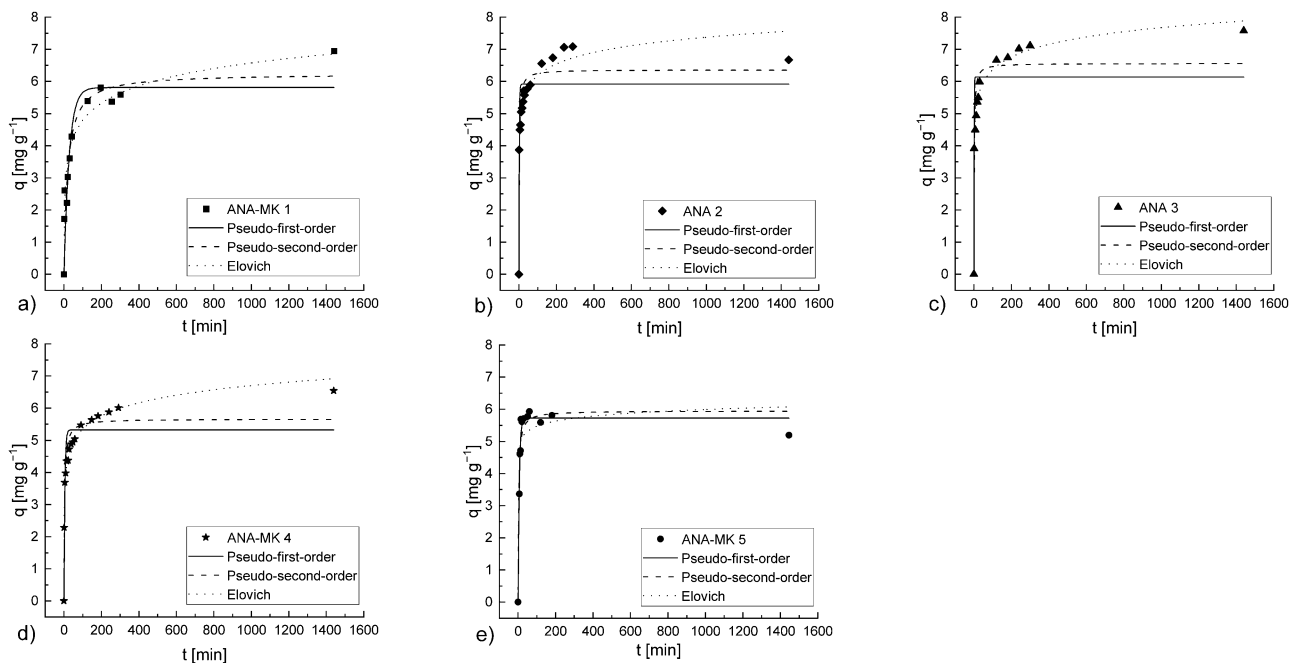 8
7
6
5
4
3
2
1
0
q [mg g⁻¹]
ANA-MK 1
Pseudo-first-order
Pseudo-second-order
Elovich
0 200 400 600 800 1000 1200 1400 1600
a)
t [min]
8
7
6
5
4
3
2
1
0
q [mg g⁻¹]
ANA 2
Pseudo-first-order
Pseudo-second-order
Elovich
0 200 400 600 800 1000 1200 1400 1600
b)
t [min]
8
7
6
5
4
3
2
1
0
q [mg g⁻¹]
ANA 3
Pseudo-first-order
Pseudo-second-order
Elovich
0 200 400 600 800 1000 1200 1400 1600
c)
t [min]
8
7
6
5
4
3
2
1
0
q [mg g⁻¹]
ANA-MK 4
Pseudo-first-order
Pseudo-second-order
Elovich
0 200 400 600 800 1000 1200 1400 1600
d)
t [min]
8
7
6
5
4
3
2
1
0
q [mg g⁻¹]
ANA-MK 5
Pseudo-first-order
Pseudo-second-order
Elovich
0 200 400 600 800 1000 1200 1400 1600
e)
t [min]